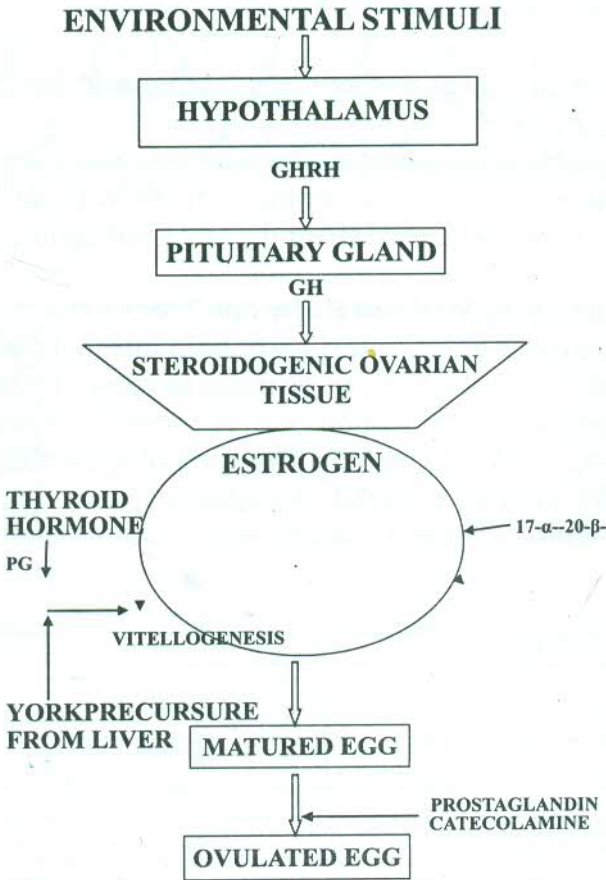 ENVIRONMENTAL STIMULI
HYPOTHALAMUS
GHRH
PITUITARY GLAND
GH
STEROIDOGENIC OVARIAN
TISSUE
ESTROGEN
THYROID
HORMONE
17-α--20-β-
PG
VITELLOGENESIS
YORKPRECURSURE
FROM LIVER
MATURED EGG
PROSTAGLANDIN
CATECOLAMINE
OVULATED EGG